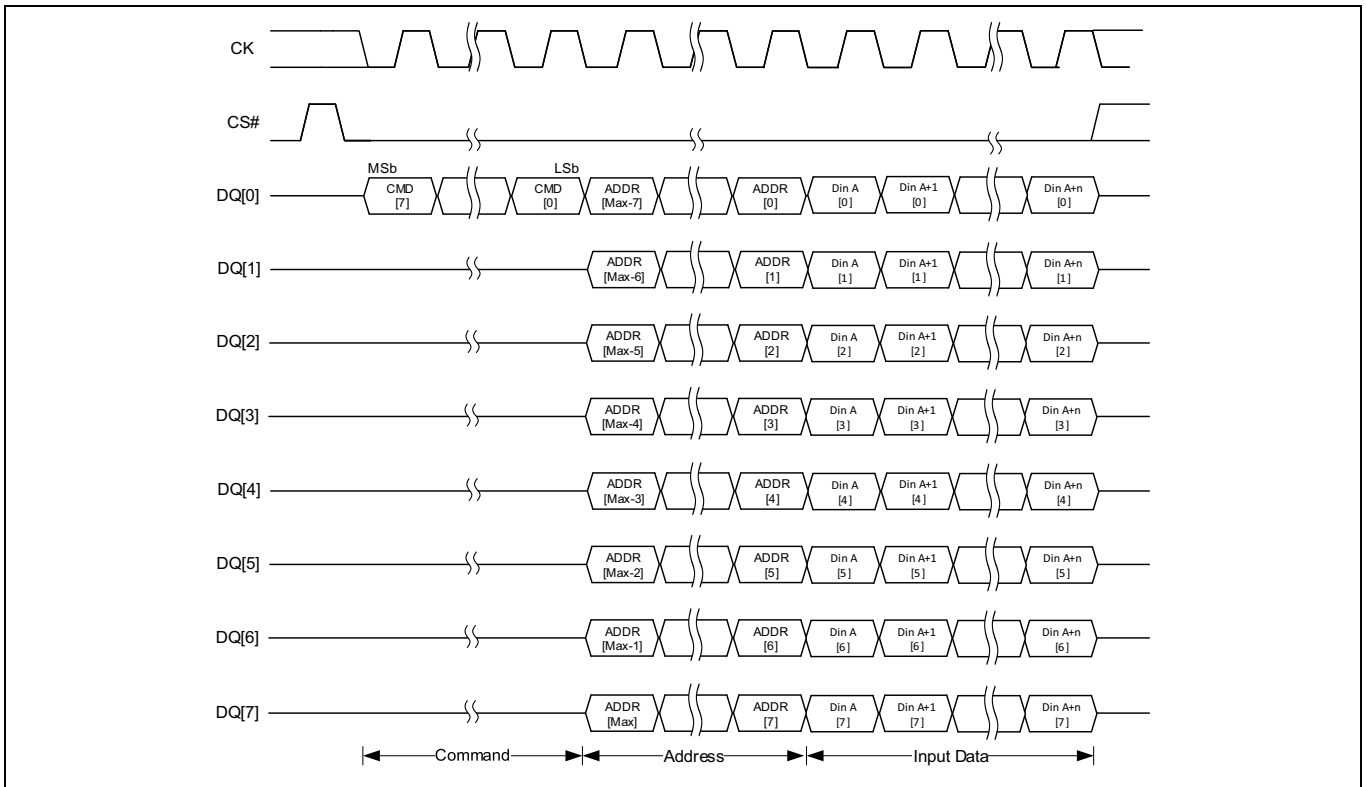 CK
CS#
MSb LSb
DQ[0] CMD ADDR ADDR Din A Din A+1 Din A+n
[7] CMD [0] [Max-7] [0] [0] [0] [0]
DQ[1] ADDR ADDR Din A Din A+1 Din A+n
[Max-6] [1] [1] [1] [1]
DQ[2] ADDR ADDR Din A Din A+1 Din A+n
[Max-5] [2] [2] [2] [2]
DQ[3] ADDR ADDR Din A Din A+1 Din A+n
[Max-4] [3] [3] [3] [3]
DQ[4] ADDR ADDR Din A Din A+1 Din A+n
[Max-3] [4] [4] [4] [4]
DQ[5] ADDR ADDR Din A Din A+1 Din A+n
[Max-2] [5] [5] [5] [5]
DQ[6] ADDR ADDR Din A Din A+1 Din A+n
[Max-1] [6] [6] [6] [6]
DQ[7] ADDR ADDR Din A Din A+1 Din A+n
[Max] [7] [7] [7] [7]
Command Address Input Data